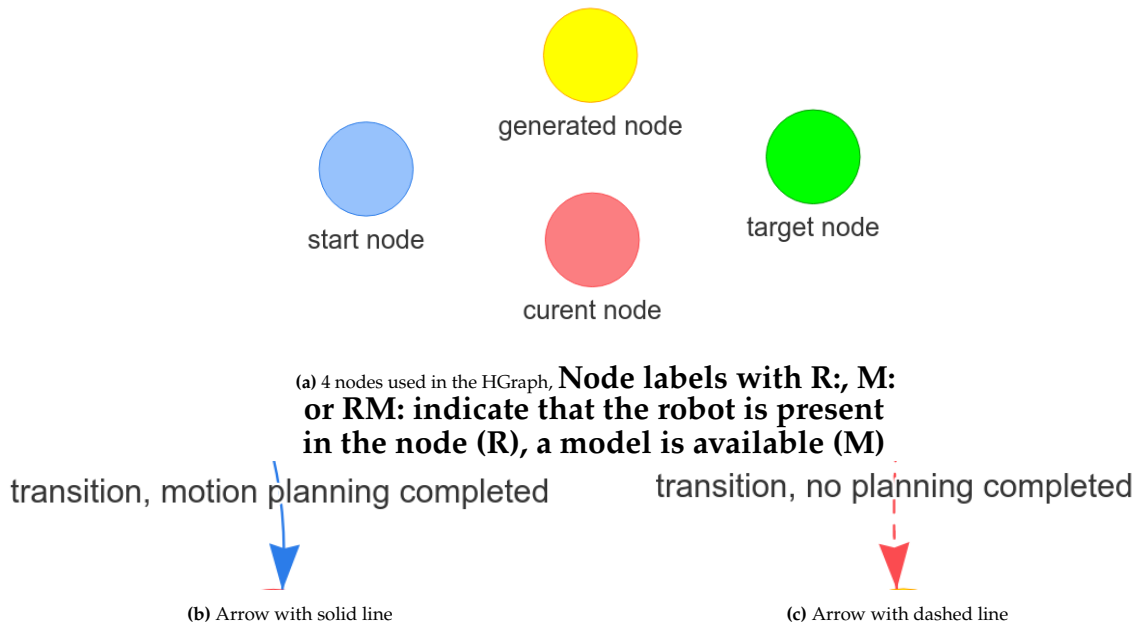 generated node
start node
target node
curent node
(a) 4 nodes used in the HGraph, Node labels with R:, M:
or RM: indicate that the robot is present
in the node (R), a model is available (M)
transition, motion planning completed
transition, no planning completed
(b) Arrow with solid line
(c) Arrow with dashed line